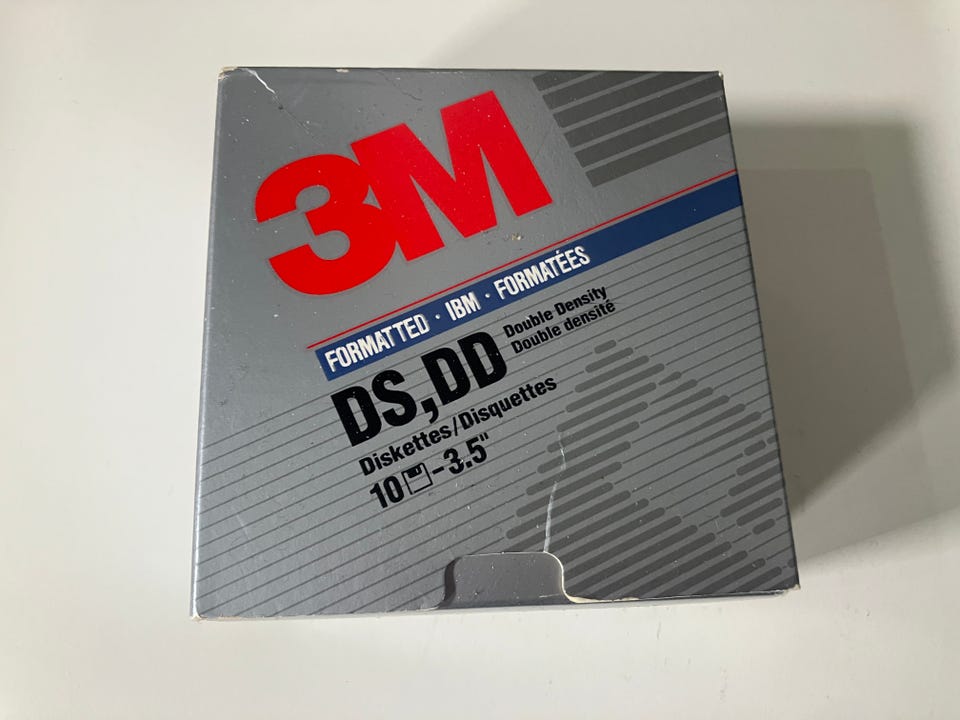 3M
FORMATTED · IBM · FORMATÉES
DS,DD
Double Density
Double densité
Diskettes/Disquettes
10 - 3.5"